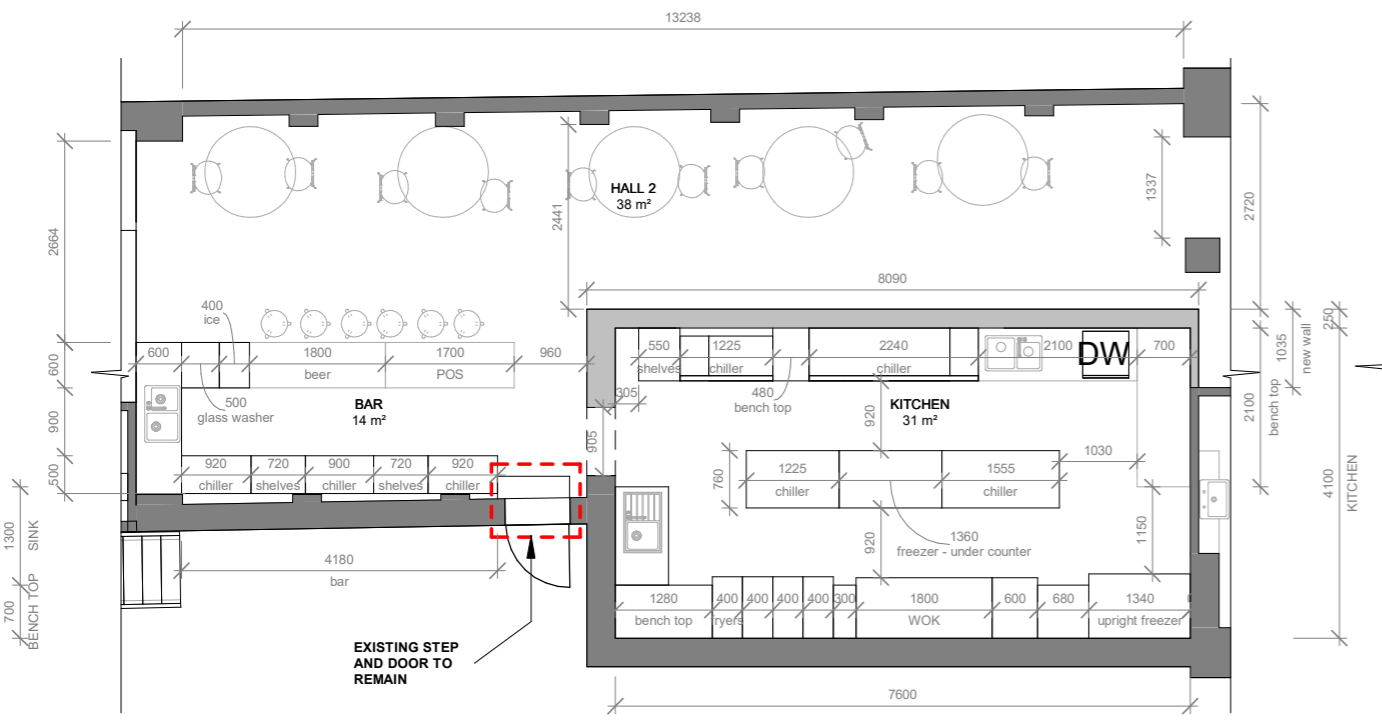 13238
HALL 2
38 m²
2441
1337
2720
2664
8090
400
ice
600
1800
beer
1700
POS
960
500
glass washer
BAR
14 m²
600
900
500
920
chiller
720
shelves
900
chiller
720
shelves
920
chiller
4180
bar
1300
SINK
700
BENCH TOP
EXISTING STEP
AND DOOR TO
REMAIN
550
shelves
1225
chiller
480
bench top
2240
chiller
2100
DW
700
305
905
920
KITCHEN
31 m²
760
1225
chiller
1555
chiller
1030
1360
freezer - under counter
920
1150
1280
bench top
400
fryers
400
400
400
300
1800
WOK
600
680
1340
upright freezer
7600
250
1035
new wall
2100
bench top
4100
KITCHEN